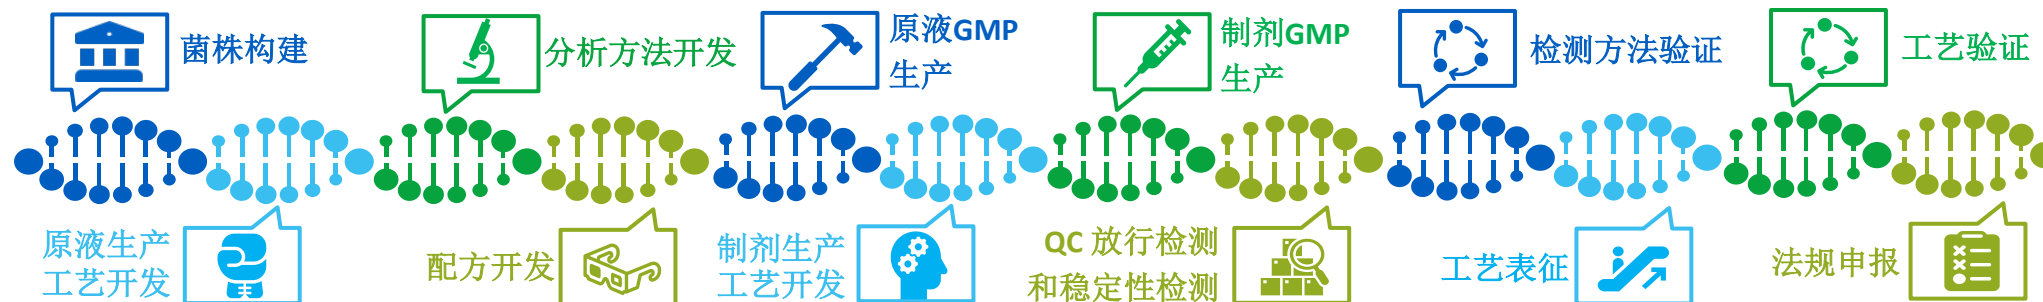 菌株构建
分析方法开发
原液GMP
生产
制剂GMP
生产
检测方法验证
工艺验证
原液生产
工艺开发
配方开发
制剂生产
工艺开发
QC 放行检测
和稳定性检测
工艺表征
法规申报